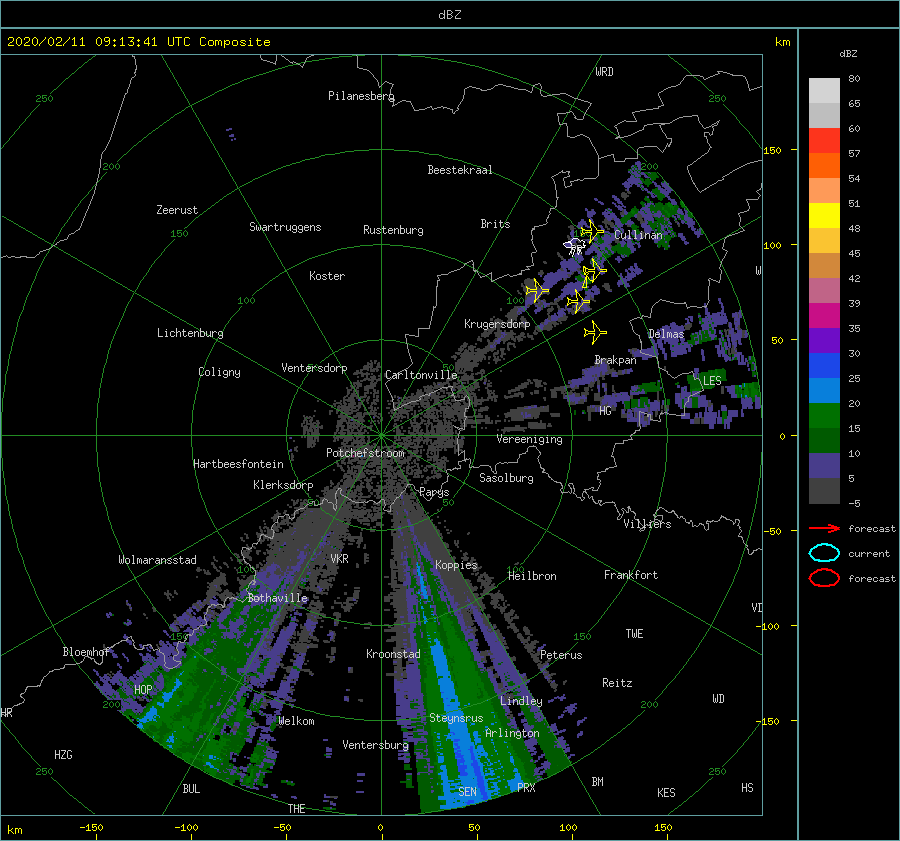 dBZ
2020/02/11 09:13:41 UTC Composite
km
dBZ
WRD
80
250
Pilanesberg
250
65
60
150
57
200
Beestekraal
200
54
Zeerust
51
Swartruggens
Rustenburg
Brits
150
Cullinan
48
100
45
Koster
42
100
100
39
Lichtenburg
Krugersdorp
Delmas
35
50
30
Ventersdorp
Carltonville
Brakpan
Coligny
50
LES
25
HG
20
Vereeniging
0
15
Potchefstroom
10
Hartbeesfontein
Sasolburg
5
Klerksdorp
Parys
50
50
-5
Villiers
forecast
-50
current
Wolmaransstad
VKR
Koppies
100
100
Heilbron
Frankfort
forecast
Bothaville
VD
-100
150
150
TWE
Bloemhof
Kroonstad
Peterus
HOP
Reitz
200
Lindley
200
WD
HR
Welkom
Steynsrus
-150
Arlington
HZG
Ventersburg
250
250
BUL
SEN
PRX
BM
KES
HS
THE
km
-150
-100
-50
0
50
100
150